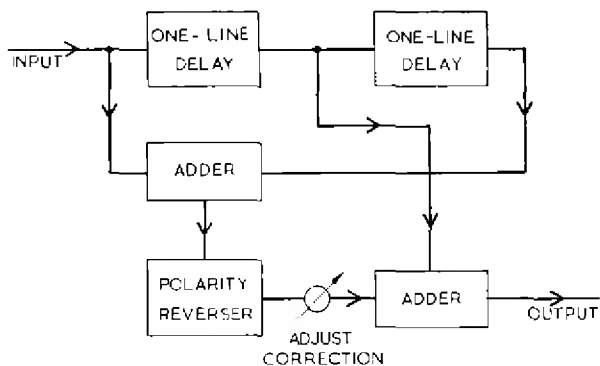 INPUT
ONE-LINE
DELAY
ONE-LINE
DELAY
ADDER
POLARITY
REVERSER
ADJUST
CORRECTION
ADDER
OUTPUT